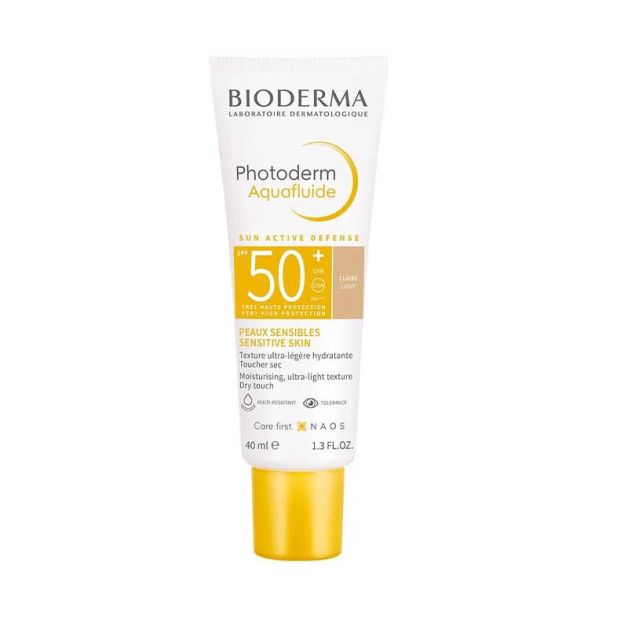 BIODERMA
LABORATOIRE DERMATOLOGIQUE
Photoderm
Aquafluide
SUN ACTIVE DEFENSE
SPF 50+
UVB
UVA
PA++++
CLAIRE
LIGHT
TRÈS HAUTE PROTECTION
VERY HIGH PROTECTION
PEAUX SENSIBLES
SENSITIVE SKIN
Texture ultra-légère hydratante
Toucher sec
Moisturising, ultra-light texture
Dry touch
MULTI-RESISTANT TOLERANCE
Care first. NAOS
40 ml ℮ 1.3 FL.OZ.